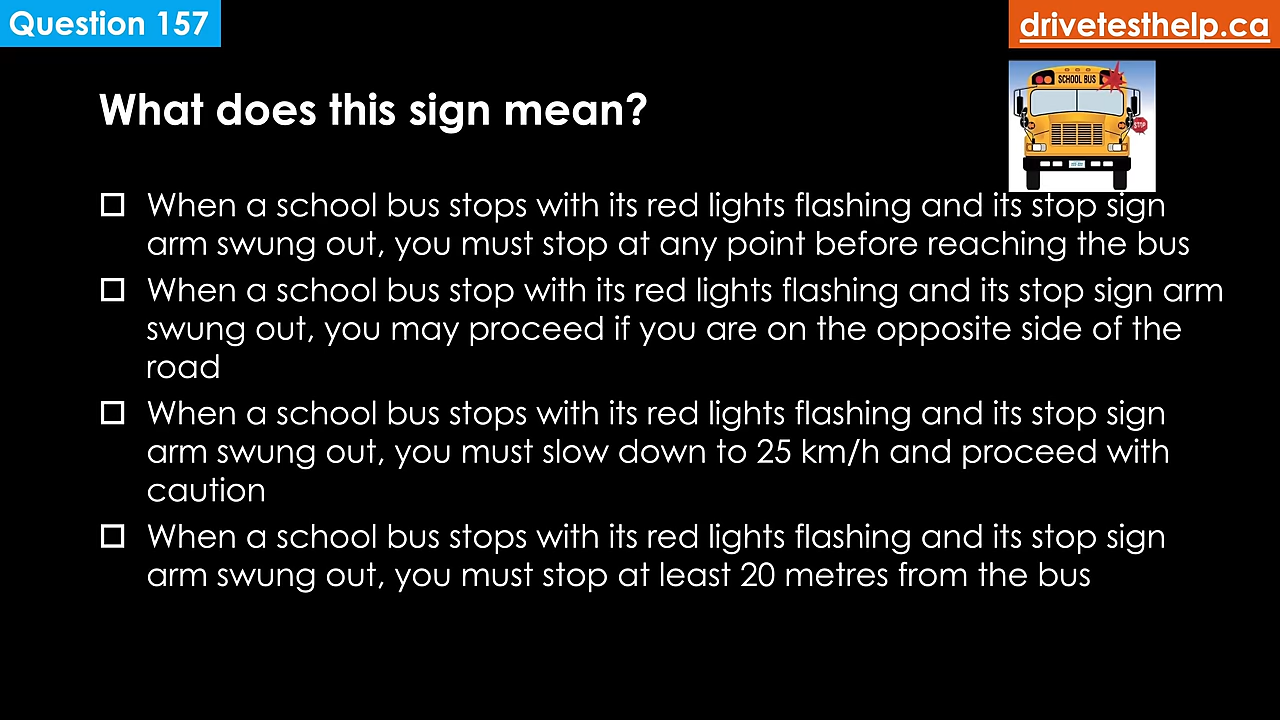 Question 157
drivetesthelp.ca
SCHOOL BUS
STOP
What does this sign mean?
When a school bus stops with its red lights flashing and its stop sign
arm swung out, you must stop at any point before reaching the bus
When a school bus stop with its red lights flashing and its stop sign arm
swung out, you may proceed if you are on the opposite side of the
road
When a school bus stops with its red lights flashing and its stop sign
arm swung out, you must slow down to 25 km/h and proceed with
caution
When a school bus stops with its red lights flashing and its stop sign
arm swung out, you must stop at least 20 metres from the bus